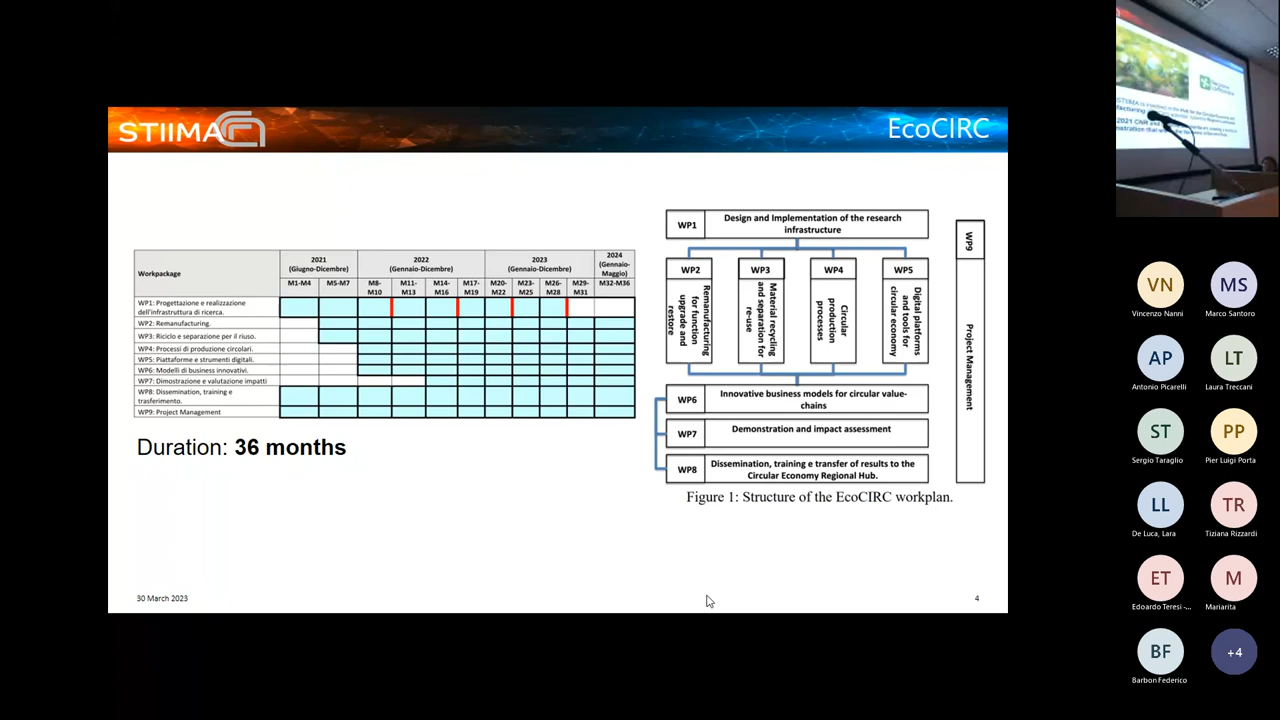 STIIMA
EcoCIRC
Workpackage
2021
(Giugno-Dicembre)
2022
(Gennaio-Dicembre)
2023
(Gennaio-Dicembre)
2024
(Gennaio-
Maggio)
M1-M4
M5-M7
M8-
M10
M11-
M13
M14-
M16
M17-
M19
M20-
M22
M23-
M25
M26-
M28
M29-
M31
M32-M36
WP1: Progettazione e realizzazione
dell'infrastruttura di ricerca.
WP2: Remanufacturing.
WP3: Riciclo e separazione per il riuso.
WP4: Processi di produzione circolari.
WP5: Piattaforme e strumenti digitali.
WP6: Modelli di business innovativi.
WP7: Dimostrazione e valutazione impatti
WP8: Dissemination, training e
trasferimento.
WP9: Project Management
Duration: 36 months
WP1
Design and Implementation of the research
infrastructure
WP2
Remanufacturing
for function
upgrade and
restore
WP3
Material recycling
and separation for
re-use
WP4
Circular
production
processes
WP5
Digital platforms
and tools for
circular economy
WP6
Innovative business models for circular value-
chains
WP7
Demonstration and impact assessment
WP8
Dissemination, training e transfer of results to the
Circular Economy Regional Hub.
WP9
Project Management
Figure 1: Structure of the EcoCIRC workplan.
30 March 2023
4
VN
Vincenzo Nanni
MS
Marco Santoro
AP
Antonio Picarelli
LT
Laura Treccani
ST
Sergio Taraglio
PP
Pier Luigi Porta
LL
De Luca, Lara
TR
Tiziana Rizzardi
ET
Edoardo Teresi -...
M
Mariarita
BF
Barbon Federico
+4